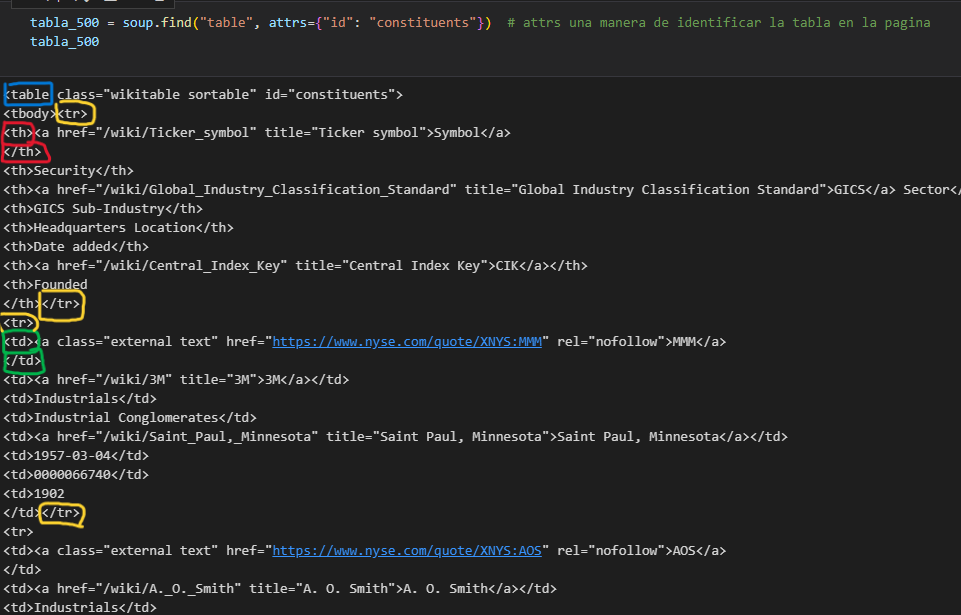 tabla_500 = soup.find("table", attrs={"id": "constituents"})  # attrs una manera de identificar la tabla en la pagina
tabla_500
<table class="wikitable sortable" id="constituents">
<tbody><tr>
<th><a href="/wiki/Ticker_symbol" title="Ticker symbol">Symbol</a>
</th>
<th>Security</th>
<th><a href="/wiki/Global_Industry_Classification_Standard" title="Global Industry Classification Standard">GICS</a> Sector</
<th>GICS Sub-Industry</th>
<th>Headquarters Location</th>
<th>Date added</th>
<th><a href="/wiki/Central_Index_Key" title="Central Index Key">CIK</a></th>
<th>Founded
</th></tr>
<tr>
<td><a class="external text" href="https://www.nyse.com/quote/XNYS:MMM" rel="nofollow">MMM</a>
</td>
<td><a href="/wiki/3M" title="3M">3M</a></td>
<td>Industrials</td>
<td>Industrial Conglomerates</td>
<td><a href="/wiki/Saint_Paul,_Minnesota" title="Saint Paul, Minnesota">Saint Paul, Minnesota</a></td>
<td>1957-03-04</td>
<td>0000066740</td>
<td>1902
</td></tr>
<tr>
<td><a class="external text" href="https://www.nyse.com/quote/XNYS:AOS" rel="nofollow">AOS</a>
</td>
<td><a href="/wiki/A._O._Smith" title="A. O. Smith">A. O. Smith</a></td>
<td>Industrials</td>